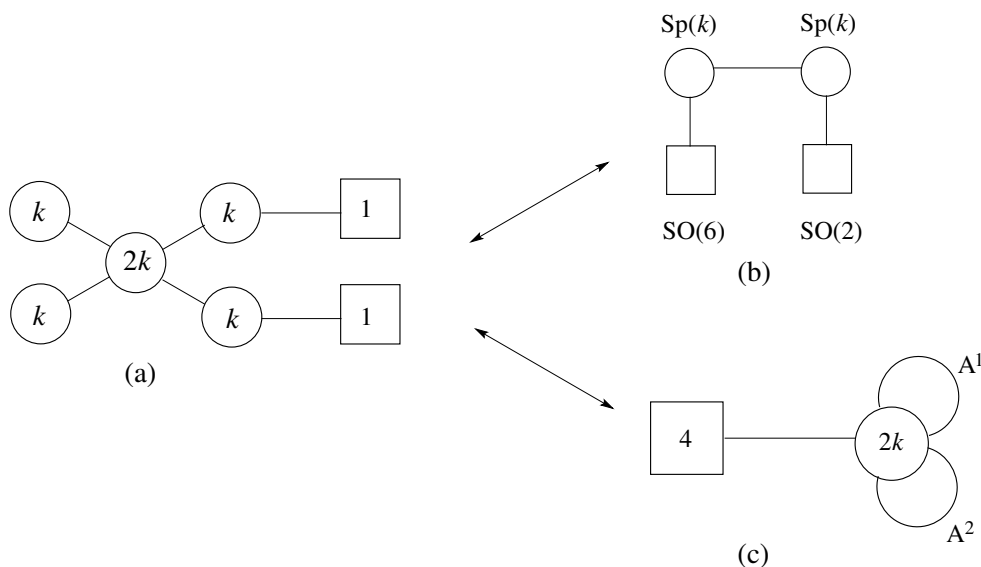 Sp(k) Sp(k)
SO(6) SO(2)
(b)
k k 1
2k
k k 1
(a)
A¹
4 2k
A²
(c)